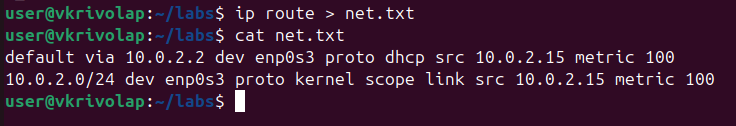 user@vkrivolap:~/labs$ ip route > net.txt
user@vkrivolap:~/labs$ cat net.txt
default via 10.0.2.2 dev enp0s3 proto dhcp src 10.0.2.15 metric 100
10.0.2.0/24 dev enp0s3 proto kernel scope link src 10.0.2.15 metric 100
user@vkrivolap:~/labs$